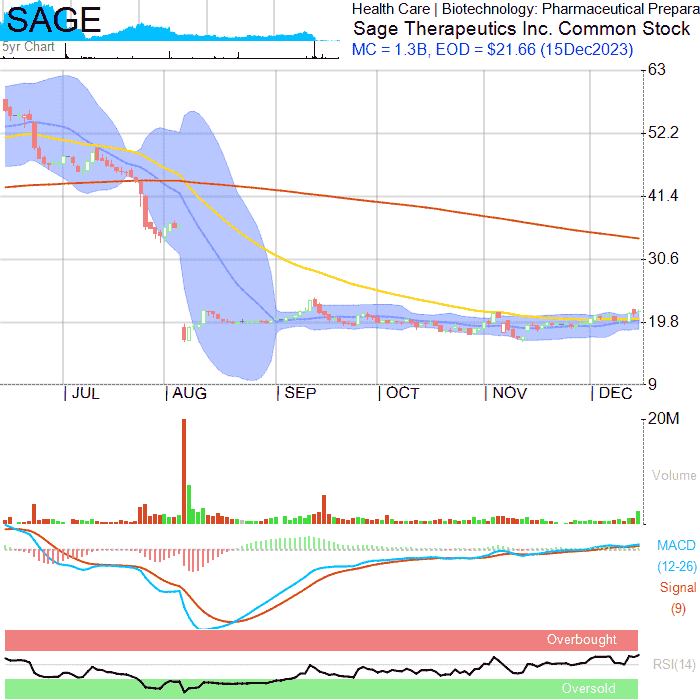 SAGE
5yr Chart
Health Care | Biotechnology: Pharmaceutical Prepara
Sage Therapeutics Inc. Common Stock
MC = 1.3B, EOD = $21.66 (15Dec2023)
63
52.2
41.4
30.6
19.8
9
JUL AUG SEP OCT NOV DEC
20M
Volume
MACD
(12-26)
Signal
(9)
Overbought
RSI(14)
Oversold